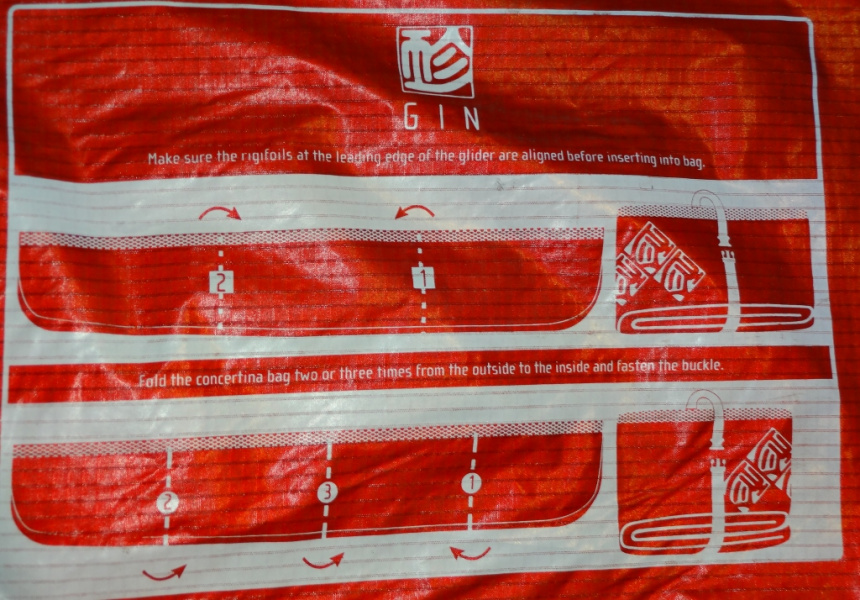 GIN
Make sure the rigifoils at the leading edge of the glider are aligned before inserting into bag.
2 1
Fold the concertina bag two or three times from the outside to the inside and fasten the buckle.
2 3 1